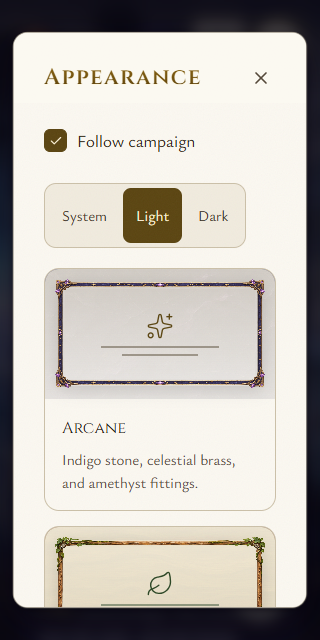 Appearance
Follow campaign
System Light Dark
Arcane
Indigo stone, celestial brass,
and amethyst fittings.